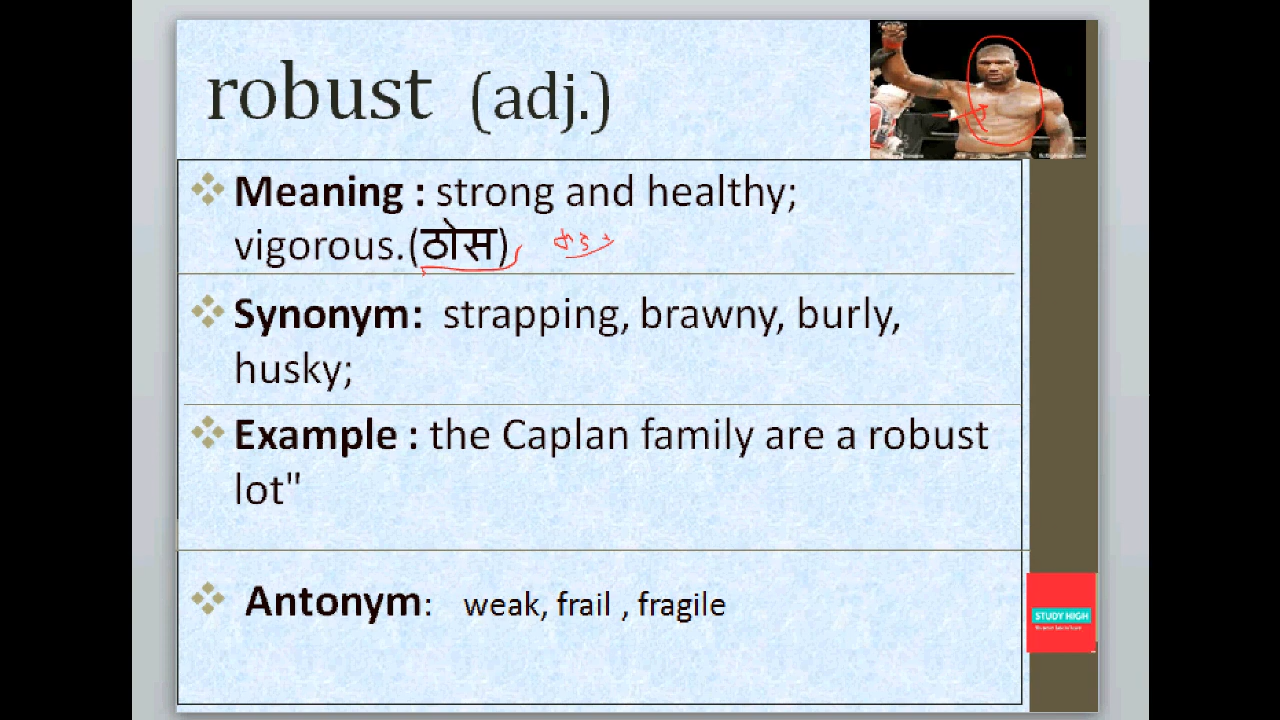 robust (adj.)
Meaning : strong and healthy;
vigorous.(ठोस)
Synonym: strapping, brawny, burly,
husky;
Example : the Caplan family are a robust
lot"
Antonym: weak, frail , fragile
STUDY HIGH